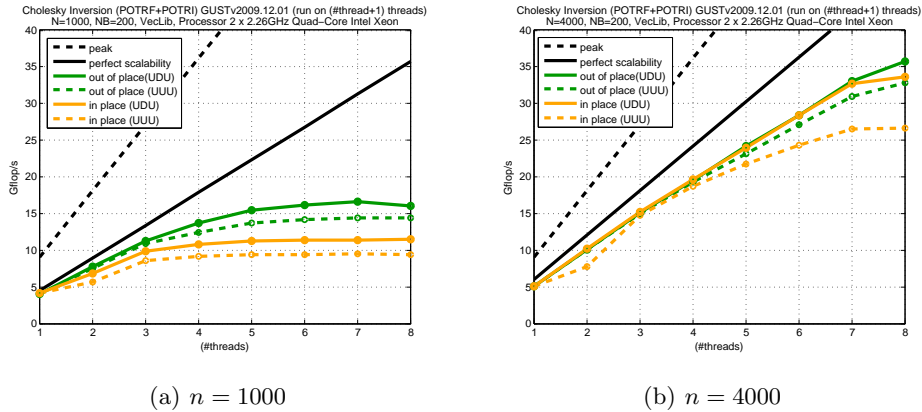 Cholesky Inversion (POTRF+POTRI) GUSTv2009.12.01 (run on (#thread+1) threads)
N=1000, NB=200, VecLib, Processor 2 x 2.26GHz Quad-Core Intel Xeon
40
35
30
25
20
15
10
5
0
Gflop/s
peak
perfect scalability
out of place(UDU)
out of place (UUU)
in place (UDU)
in place (UUU)
1 2 3 4 5 6 7 8
(#threads)
(a) n = 1000
Cholesky Inversion (POTRF+POTRI) GUSTv2009.12.01 (run on (#thread+1) threads)
N=4000, NB=200, VecLib, Processor 2 x 2.26GHz Quad-Core Intel Xeon
40
35
30
25
20
15
10
5
0
Gflop/s
peak
perfect scalability
out of place(UDU)
out of place (UUU)
in place (UDU)
in place (UUU)
1 2 3 4 5 6 7 8
(#threads)
(b) n = 4000